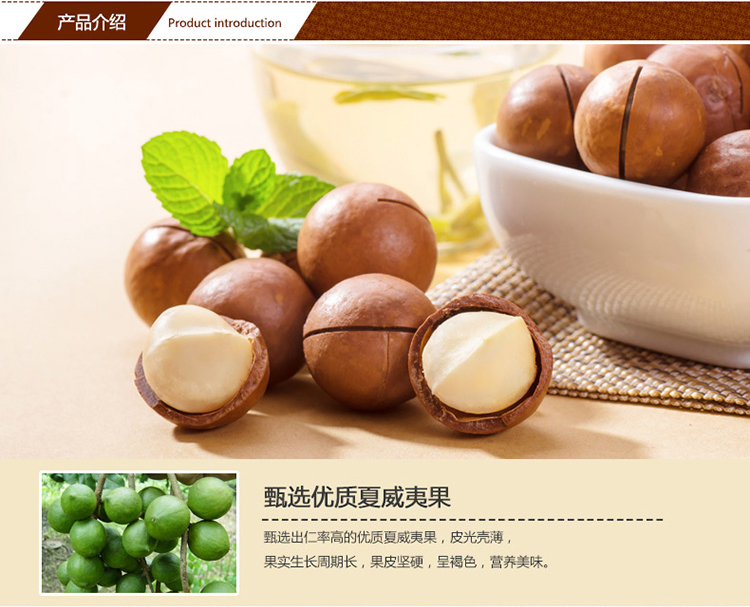 产品介绍
Product introduction
甄选优质夏威夷果
甄选出仁率高的优质夏威夷果，皮光壳薄，
果实生长周期长，果皮坚硬，呈褐色，营养美味。